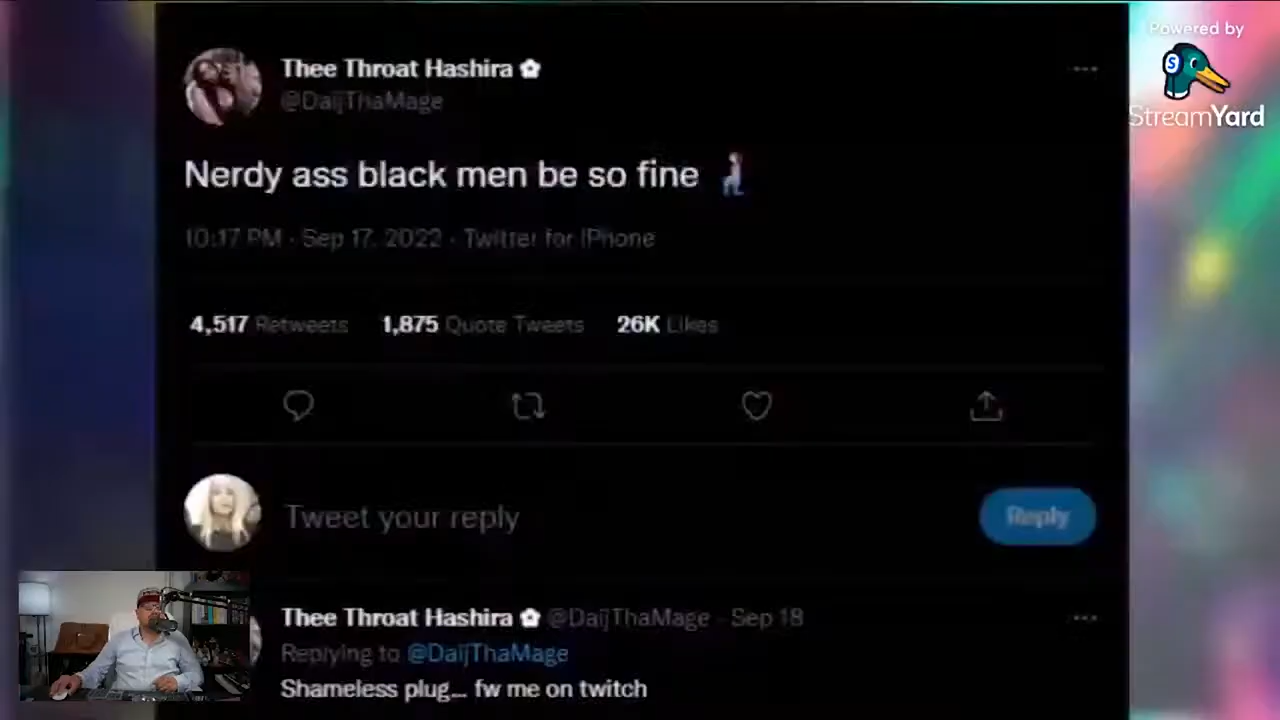 Powered by
StreamYard
Thee Throat Hashira
@DaijThaMage
Nerdy ass black men be so fine
10:17 PM · Sep 17, 2022 · Twitter for iPhone
4,517 Retweets 1,875 Quote Tweets 26K Likes
Tweet your reply
Reply
Thee Throat Hashira @DaijThaMage · Sep 18
Replying to @DaijThaMage
Shameless plug... fw me on twitch